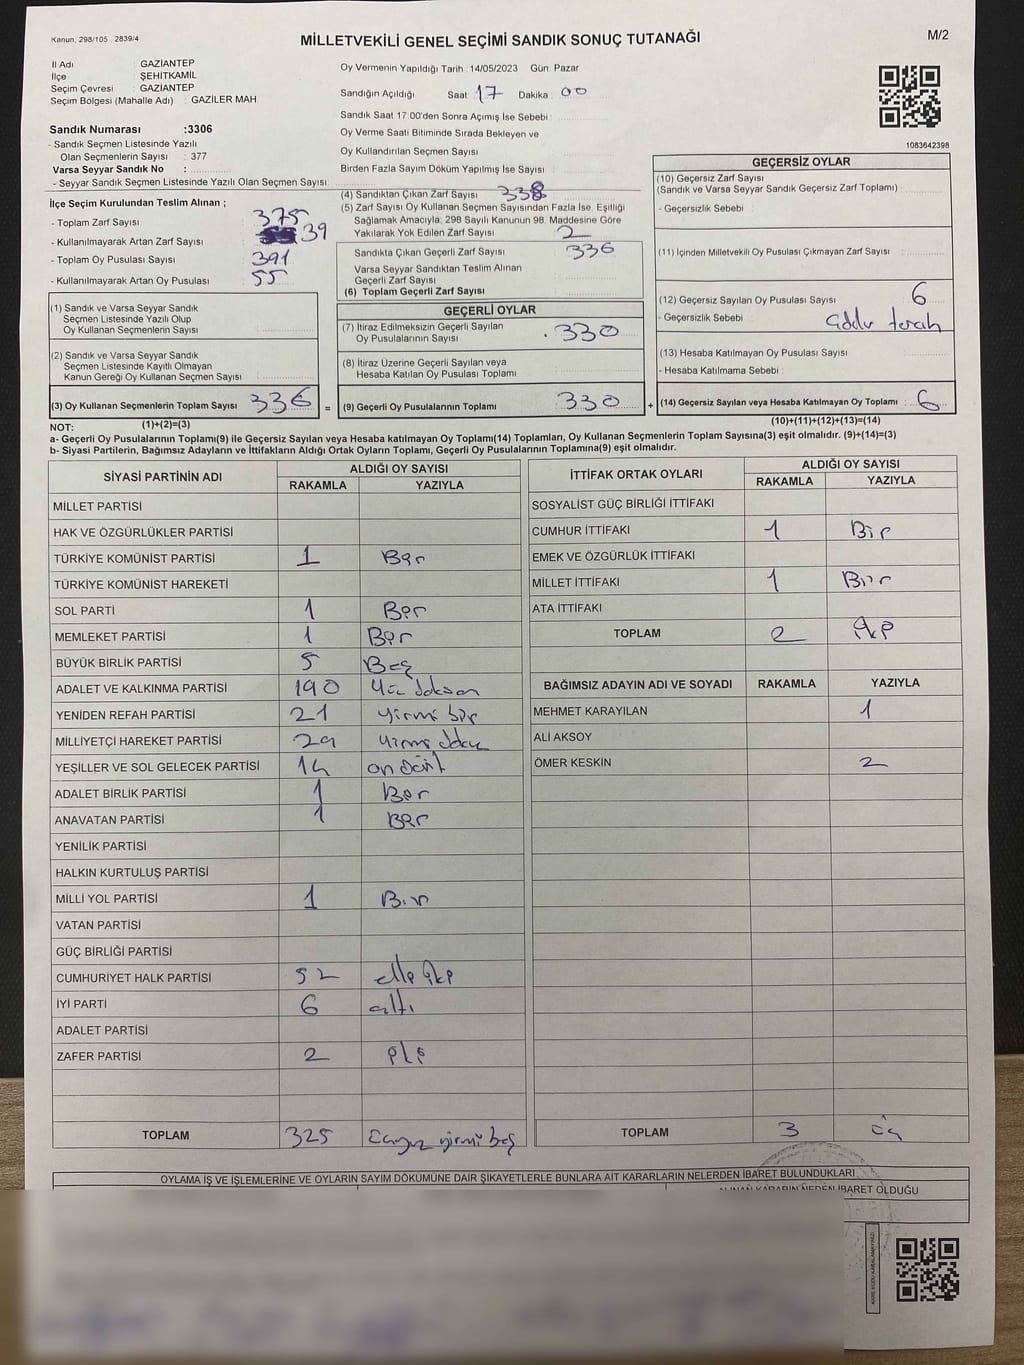 Kanun, 298/105 . 2839/4
MİLLETVEKİLİ GENEL SEÇİMİ SANDIK SONUÇ TUTANAĞI
M/2
İl Adı : GAZİANTEP
İlçe : ŞEHİTKAMİL
Seçim Çevresi : GAZİANTEP
Seçim Bölgesi (Mahalle Adı) : GAZİLER MAH
Sandık Numarası :3306
- Sandık Seçmen Listesinde Yazılı
Olan Seçmenlerin Sayısı : 377
Varsa Seyyar Sandık No :
- Seyyar Sandık Seçmen Listesinde Yazılı Olan Seçmen Sayısı :
İlçe Seçim Kurulundan Teslim Alınan ;
- Toplam Zarf Sayısı 375
- Kullanılmayarak Artan Zarf Sayısı 39
- Toplam Oy Pusulası Sayısı 391
- Kullanılmayarak Artan Oy Pusulası 55
Oy Vermenin Yapıldığı Tarih : 14/05/2023 Gün: Pazar
Sandığın Açıldığı Saat 17 Dakika : 00
Sandık Saat 17.00'den Sonra Açımış İse Sebebi :
Oy Verme Saati Bitiminde Sırada Bekleyen ve
Oy Kullandırılan Seçmen Sayısı
Birden Fazla Sayım Döküm Yapılmış İse Sayısı :
(4) Sandıktan Çıkan Zarf Sayısı : 338
(5) Zarf Sayısı Oy Kullanan Seçmen Sayısından Fazla İse, Eşitliği
Sağlamak Amacıyla, 298 Sayılı Kanunun 98. Maddesine Göre
Yakılarak Yok Edilen Zarf Sayısı 2
Sandıkta Çıkan Geçerli Zarf Sayısı : 336
Varsa Seyyar Sandıktan Teslim Alınan
Geçerli Zarf Sayısı
(6) Toplam Geçerli Zarf Sayısı
1083642398
GEÇERSİZ OYLAR
(10) Geçersiz Zarf Sayısı
(Sandık ve Varsa Seyyar Sandık Geçersiz Zarf Toplamı) :
- Geçersizlik Sebebi :
(11) İçinden Milletvekili Oy Pusulası Çıkmayan Zarf Sayısı :
(12) Geçersiz Sayılan Oy Pusulası Sayısı : 6
- Geçersizlik Sebebi :
(13) Hesaba Katılmayan Oy Pusulası Sayısı :
- Hesaba Katılmama Sebebi :
(14) Geçersiz Sayılan veya Hesaba Katılmayan Oy Toplamı : 6
(10)+(11)+(12)+(13)=(14)
(1) Sandık ve Varsa Seyyar Sandık
Seçmen Listesinde Yazılı Olup
Oy Kullanan Seçmenlerin Sayısı :
(2) Sandık ve Varsa Seyyar Sandık
Seçmen Listesinde Kayıtlı Olmayan
Kanun Gereği Oy Kullanan Seçmen Sayısı :
(3) Oy Kullanan Seçmenlerin Toplam Sayısı : 336 =
(1)+(2)=(3)
GEÇERLİ OYLAR
(7) İtiraz Edilmeksizin Geçerli Sayılan
Oy Pusulalarının Sayısı : 330
(8) İtiraz Üzerine Geçerli Sayılan veya
Hesaba Katılan Oy Pusulası Toplamı :
(9) Geçerli Oy Pusulalarının Toplamı : 330 +
NOT:
a- Geçerli Oy Pusulalarının Toplamı(9) ile Geçersiz Sayılan veya Hesaba katılmayan Oy Toplamı(14) Toplamları, Oy Kullanan Seçmenlerin Toplam Sayısına(3) eşit olmalıdır. (9)+(14)=(3)
b- Siyasi Partilerin, Bağımsız Adayların ve İttifakların Aldığı Ortak Oyların Toplamı, Geçerli Oy Pusulalarının Toplamına(9) eşit olmalıdır.
SİYASİ PARTİNİN ADI
ALDIĞI OY SAYISI
RAKAMLA YAZIYLA
MİLLET PARTİSİ
HAK VE ÖZGÜRLÜKLER PARTİSİ
TÜRKİYE KOMÜNİST PARTİSİ 1 Bir
TÜRKİYE KOMÜNİST HAREKETİ
SOL PARTİ 1 Bir
MEMLEKET PARTİSİ 1 Bir
BÜYÜK BİRLİK PARTİSİ 5 Beş
ADALET VE KALKINMA PARTİSİ 190 Yüz doksan
YENİDEN REFAH PARTİSİ 21 yirmi bir
MİLLİYETÇİ HAREKET PARTİSİ 29
YEŞİLLER VE SOL GELECEK PARTİSİ 14 on dört
ADALET BİRLİK PARTİSİ 1 Bir
ANAVATAN PARTİSİ 1 Bir
YENİLİK PARTİSİ
HALKIN KURTULUŞ PARTİSİ
MİLLİ YOL PARTİSİ 1 Bir
VATAN PARTİSİ
GÜÇ BİRLİĞİ PARTİSİ
CUMHURİYET HALK PARTİSİ 52 elli iki
İYİ PARTİ 6 altı
ADALET PARTİSİ
ZAFER PARTİSİ 2 iki
TOPLAM 325 üçyüz yirmi beş
İTTİFAK ORTAK OYLARI
ALDIĞI OY SAYISI
RAKAMLA YAZIYLA
SOSYALİST GÜÇ BİRLİĞİ İTTİFAKI
CUMHUR İTTİFAKI 1 Bir
EMEK VE ÖZGÜRLÜK İTTİFAKI
MİLLET İTTİFAKI 1 Bir
ATA İTTİFAKI
TOPLAM 2 iki
BAĞIMSIZ ADAYIN ADI VE SOYADI RAKAMLA YAZIYLA
MEHMET KARAYILAN 1
ALİ AKSOY
ÖMER KESKİN 2
TOPLAM 3 üç
OYLAMA İŞ VE İŞLEMLERİNE VE OYLARIN SAYIM DÖKÜMÜNE DAİR ŞİKAYETLERLE BUNLARA AİT KARARLARIN NELERDEN İBARET BULUNDUKLARI
ALINAN KARARIN NEDEN İBARET OLDUĞU